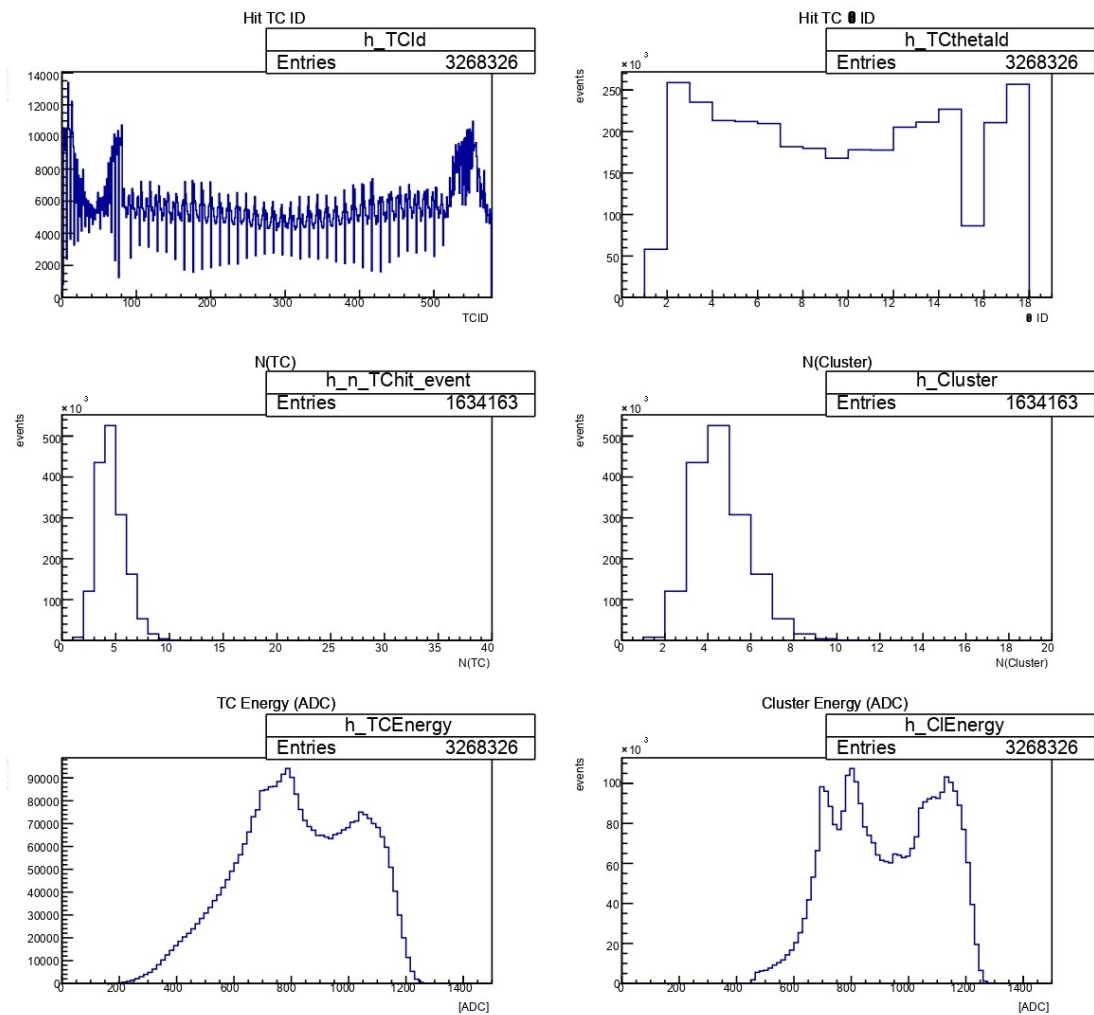 Hit TC ID
h_TCId
Entries 3268326
14000
12000
10000
8000
6000
4000
2000
0
0 100 200 300 400 500
TCID
Hit TC θ ID
h_TCthetaId
Entries 3268326
×10³
events
250
200
150
100
50
0
0 2 4 6 8 10 12 14 16 18
θ ID
N(TC)
h_n_TChit_event
Entries 1634163
×10³
events
500
400
300
200
100
0
0 5 10 15 20 25 30 35 40
N(TC)
N(Cluster)
h_Cluster
Entries 1634163
×10³
events
500
400
300
200
100
0
0 2 4 6 8 10 12 14 16 18 20
N(Cluster)
TC Energy (ADC)
h_TCEnergy
Entries 3268326
90000
80000
70000
60000
50000
40000
30000
20000
10000
0
0 200 400 600 800 1000 1200 1400
[ADC]
Cluster Energy (ADC)
h_ClEnergy
Entries 3268326
×10³
events
100
80
60
40
20
0
0 200 400 600 800 1000 1200 1400
[ADC]